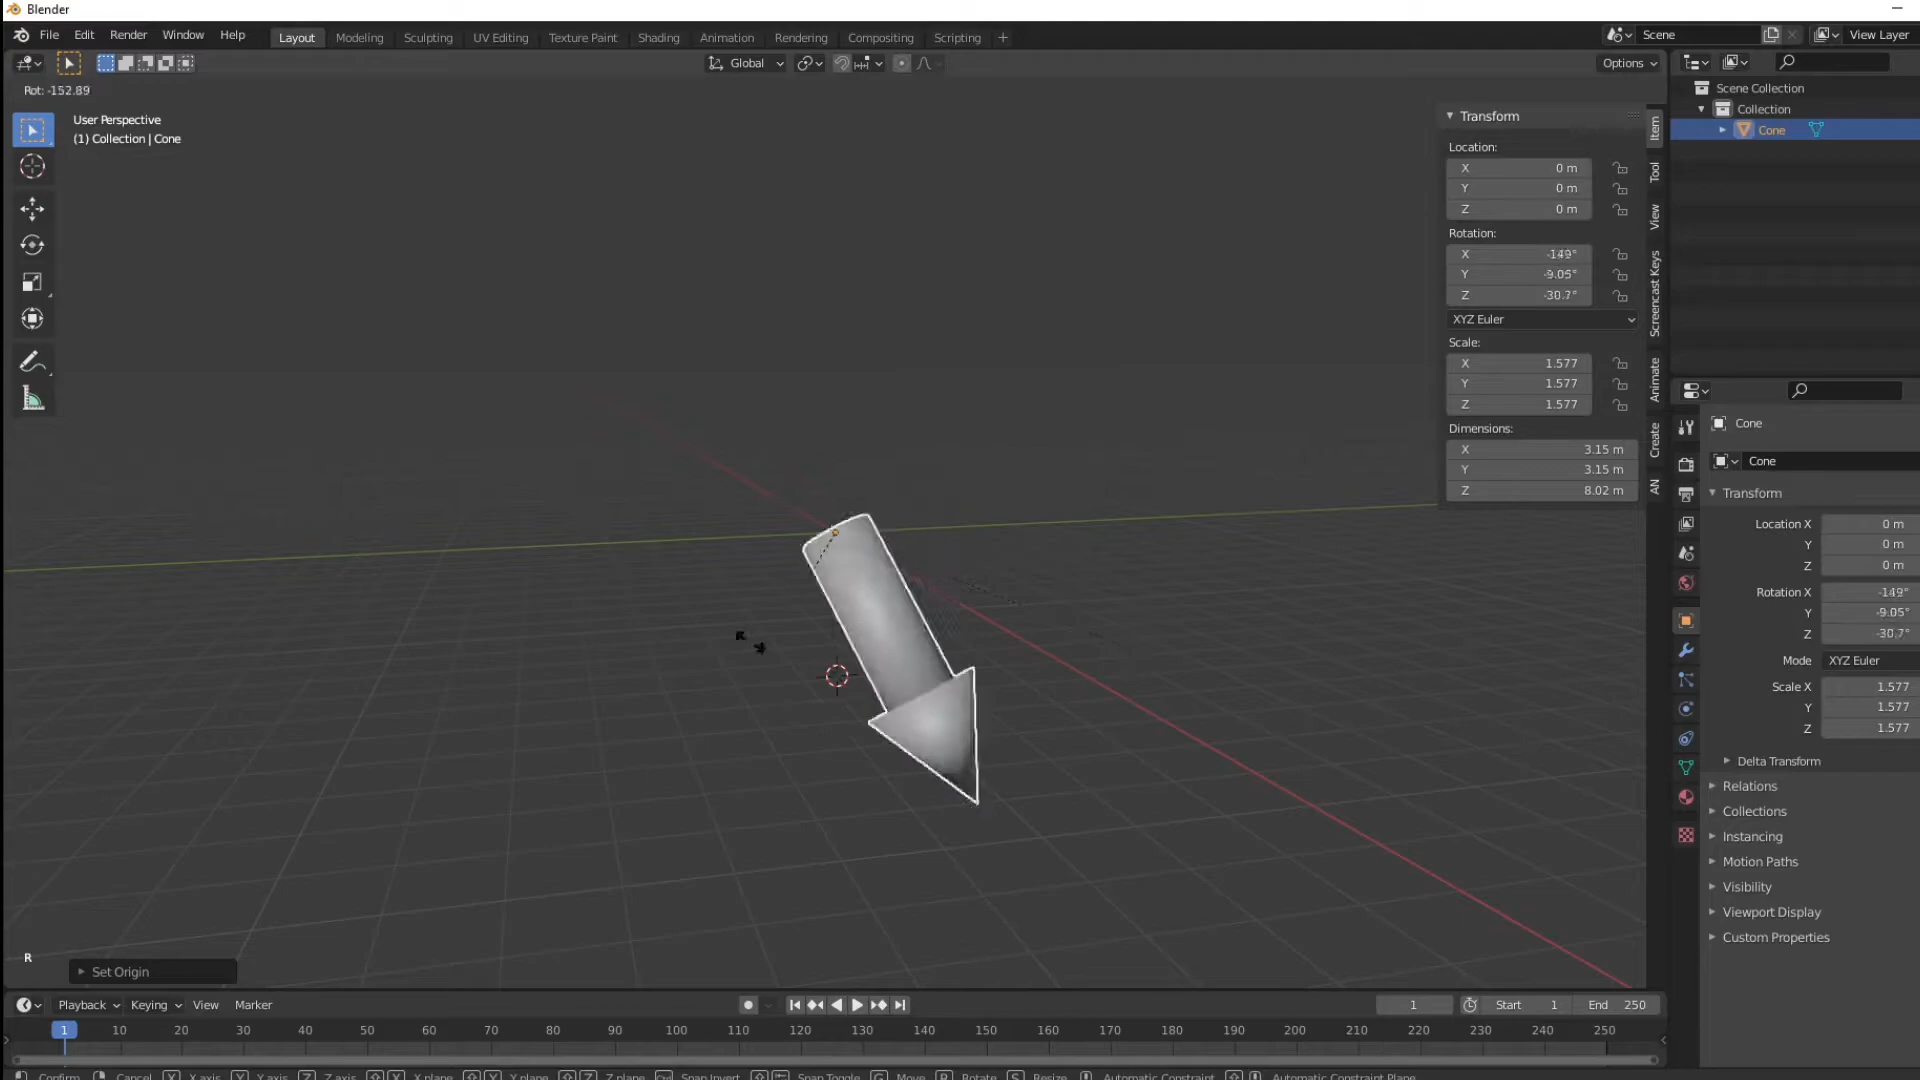 Blender
File Edit Render Window Help
Layout Modeling Sculpting UV Editing Texture Paint Shading Animation Rendering Compositing Scripting +
Scene
View Layer
Global
Options
Rot: -152.89
User Perspective
(1) Collection | Cone
Transform
Location:
X 0 m
Y 0 m
Z 0 m
Rotation:
X -149°
Y -9.05°
Z -30.7°
XYZ Euler
Scale:
X 1.577
Y 1.577
Z 1.577
Dimensions:
X 3.15 m
Y 3.15 m
Z 8.02 m
Item
Tool
View
Screencast Keys
Animate
Create
AN
Scene Collection
Collection
Cone
Cone
Cone
Transform
Location X 0 m
Y 0 m
Z 0 m
Rotation X -149°
Y -9.05°
Z -30.7°
Mode XYZ Euler
Scale X 1.577
Y 1.577
Z 1.577
Delta Transform
Relations
Collections
Instancing
Motion Paths
Visibility
Viewport Display
Custom Properties
R
Set Origin
Playback Keying View Marker
1 Start 1 End 250
1 10 20 30 40 50 60 70 80 90 100 110 120 130 140 150 160 170 180 190 200 210 220 230 240 250
Confirm Cancel X X axis Y Y axis Z Z axis X X plane Y Y plane Z Z plane Ctrl Snap Invert Snap Toggle G Move R Rotate S Resize Automatic Constraint Automatic Constraint Plane